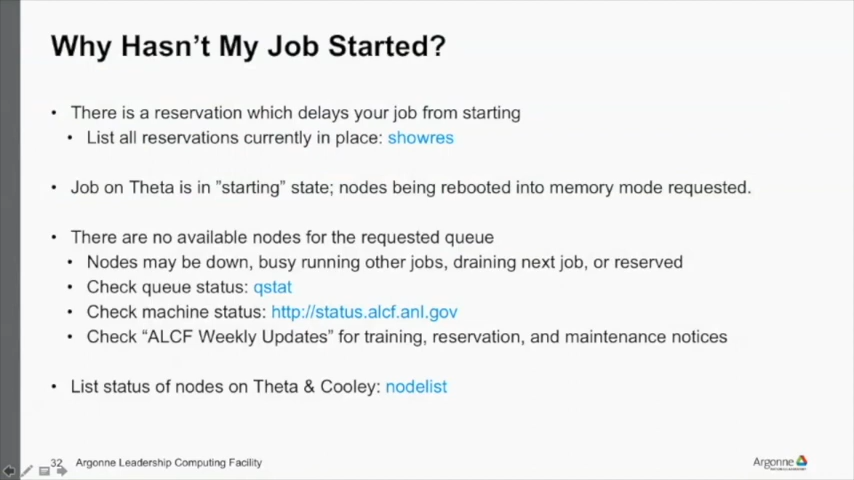 Why Hasn't My Job Started?
• There is a reservation which delays your job from starting
• List all reservations currently in place: showres
• Job on Theta is in ”starting” state; nodes being rebooted into memory mode requested.
• There are no available nodes for the requested queue
• Nodes may be down, busy running other jobs, draining next job, or reserved
• Check queue status: qstat
• Check machine status: http://status.alcf.anl.gov
• Check “ALCF Weekly Updates” for training, reservation, and maintenance notices
• List status of nodes on Theta & Cooley: nodelist
32 Argonne Leadership Computing Facility
Argonne